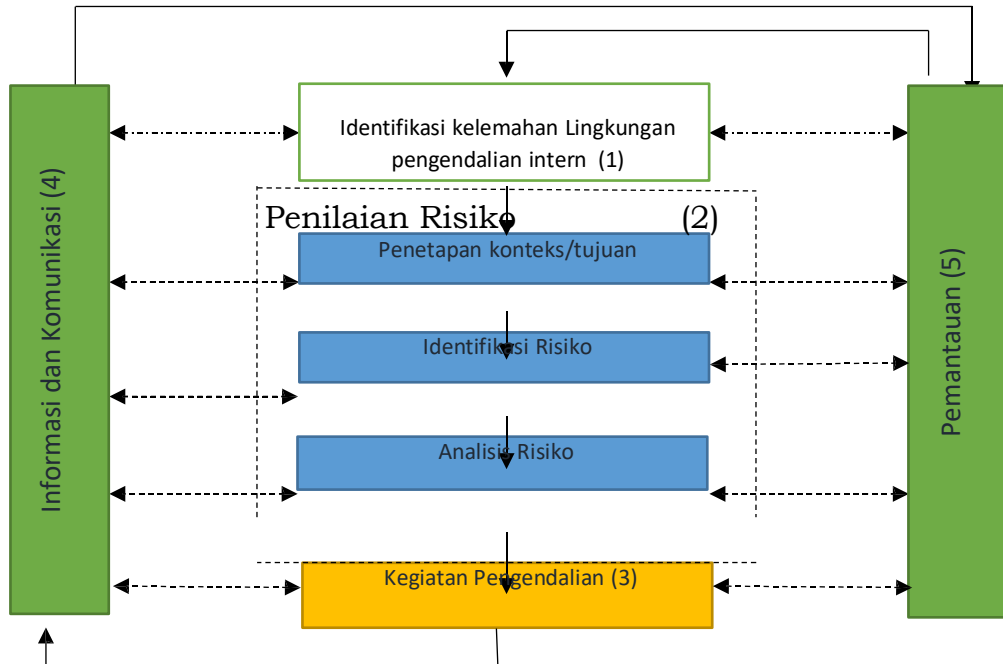 Identifikasi kelemahan Lingkungan
pengendalian intern (1)
Penilaian Risiko (2)
Penetapan konteks/tujuan
Identifikasi Risiko
Analisis Risiko
Kegiatan Pengendalian (3)
Informasi dan Komunikasi (4)
Pemantauan (5)